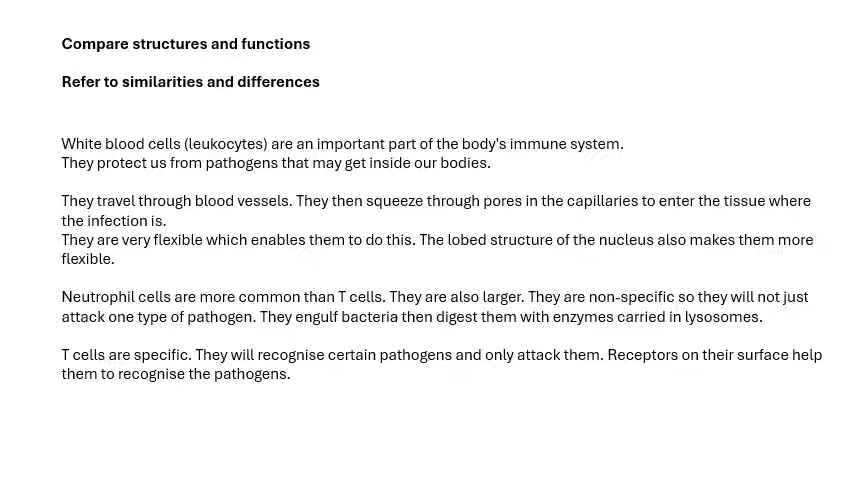 Compare structures and functions
Refer to similarities and differences
White blood cells (leukocytes) are an important part of the body's immune system.
They protect us from pathogens that may get inside our bodies.
They travel through blood vessels. They then squeeze through pores in the capillaries to enter the tissue where
the infection is.
They are very flexible which enables them to do this. The lobed structure of the nucleus also makes them more
flexible.
Neutrophil cells are more common than T cells. They are also larger. They are non-specific so they will not just
attack one type of pathogen. They engulf bacteria then digest them with enzymes carried in lysosomes.
T cells are specific. They will recognise certain pathogens and only attack them. Receptors on their surface help
them to recognise the pathogens.